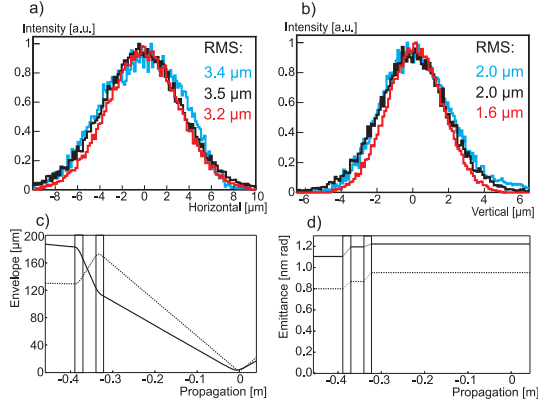 a)
b)
Intensity [a.u.]
Intensity [a.u.]
1
0.8
0.6
0.4
0.2
0
RMS:
3.4 µm
3.5 µm
3.2 µm
-8 -6 -4 -2 0 2 4 6 8 10
Horizontal [µm]
1
0.8
0.6
0.4
0.2
0
RMS:
2.0 µm
2.0 µm
1.6 µm
-6 -4 -2 0 2 4 6
Vertical [µm]
c)
d)
Envelope [µm]
200
160
120
80
40
0
-0.4 -0.3 -0.2 -0.1 0
Propagation [m]
Emittance [nm rad]
1.2
1.0
0.8
0.6
0.4
0.2
0
-0.4 -0.3 -0.2 -0.1 0
Propagation [m]